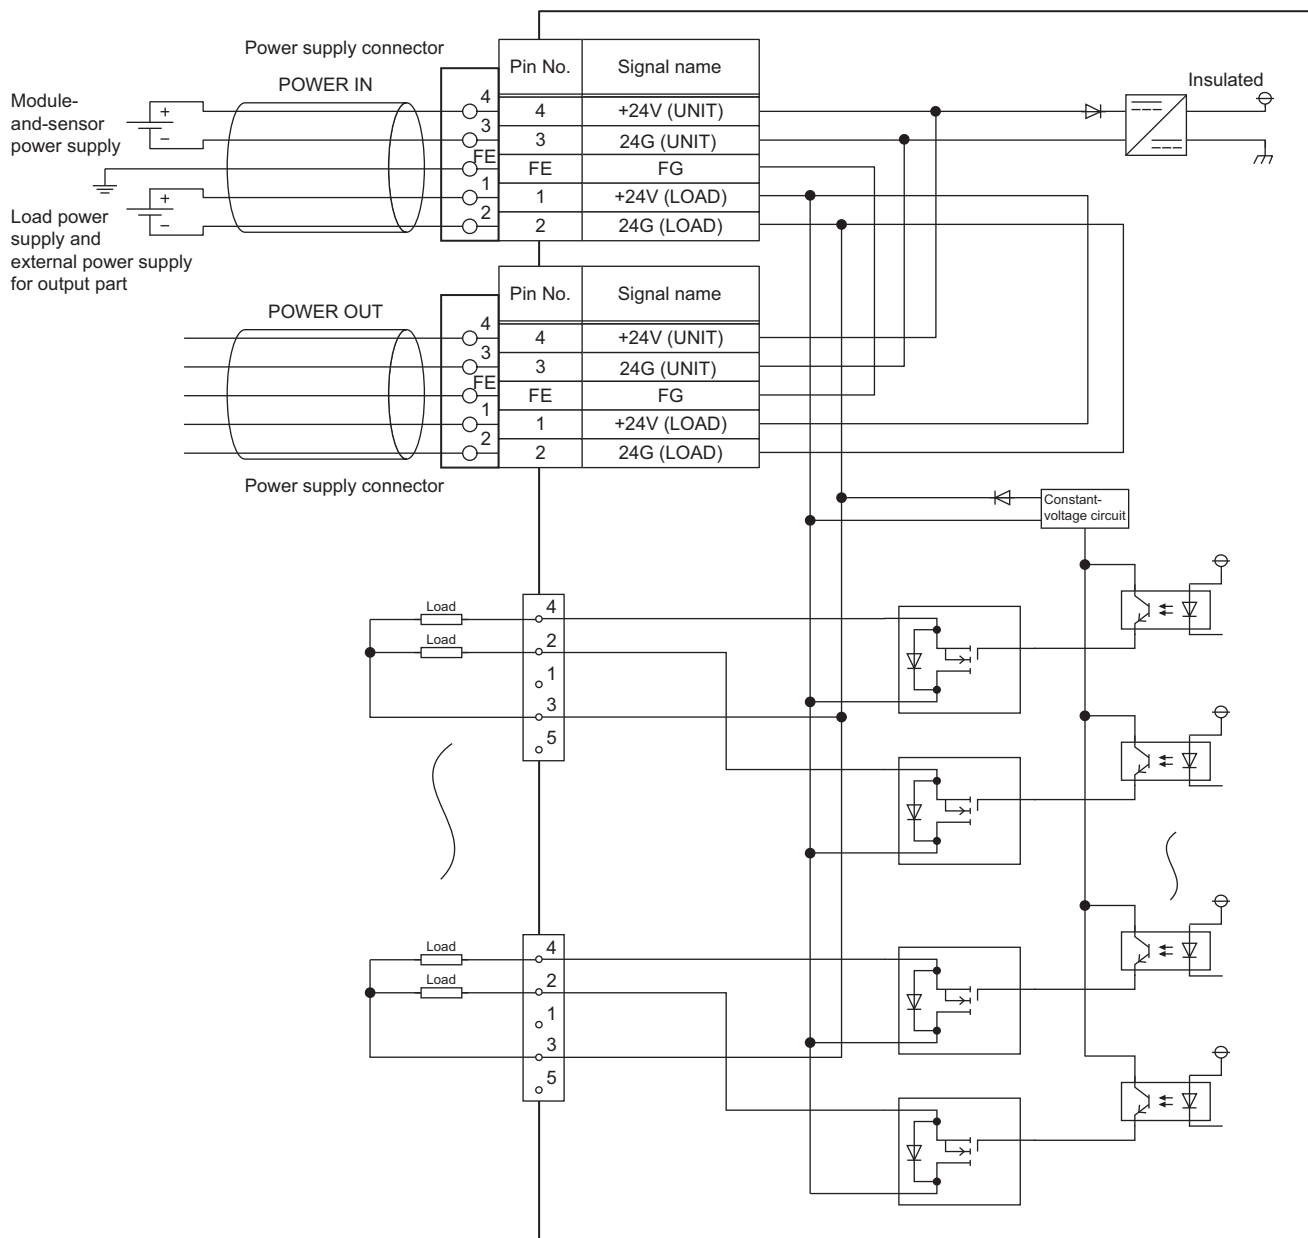 Power supply connector
POWER IN
Module-
and-sensor
power supply
+
−
Load power
supply and
external power supply
for output part
+
−
4
3
FE
1
2
Pin No. Signal name
4 +24V (UNIT)
3 24G (UNIT)
FE FG
1 +24V (LOAD)
2 24G (LOAD)
Insulated
POWER OUT
4
3
FE
1
2
Pin No. Signal name
4 +24V (UNIT)
3 24G (UNIT)
FE FG
1 +24V (LOAD)
2 24G (LOAD)
Power supply connector
Constant-
voltage circuit
Load
Load
4
2
1
3
5
Load
Load
4
2
1
3
5